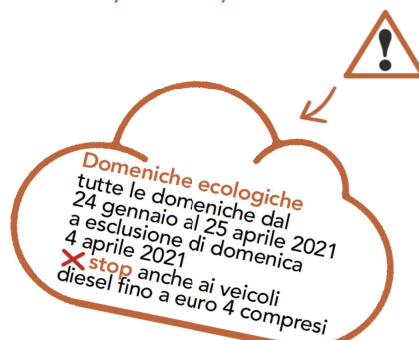 Domeniche ecologiche
tutte le domeniche dal
24 gennaio al 25 aprile 2021
a esclusione di domenica
4 aprile 2021
stop anche ai veicoli
diesel fino a euro 4 compresi